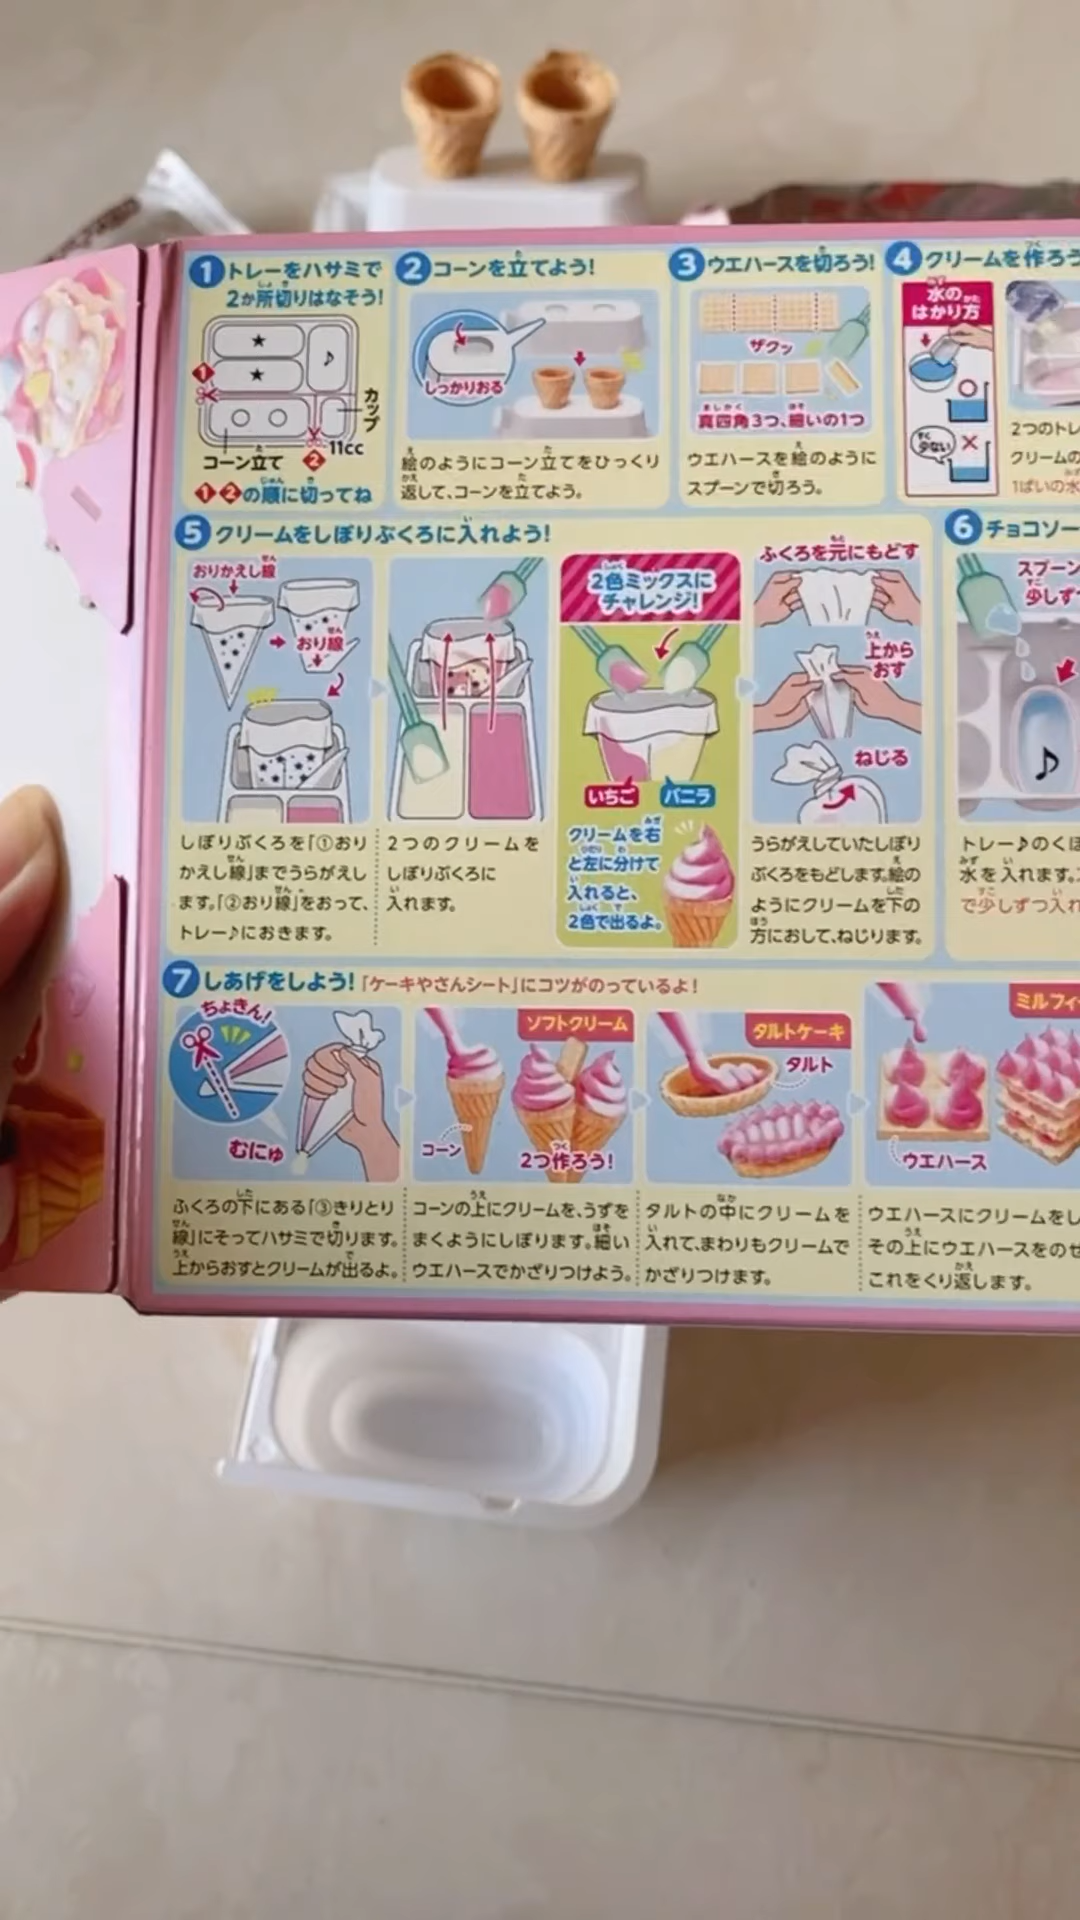 1 トレーをハサミで
2か所切りはなそう!
★
★
♪
1
カップ
コーン立て
2
11cc
12の順に切ってね
2 コーンを立てよう!
しっかりおる
絵のようにコーン立てをひっくり
返して、コーンを立てよう。
3 ウエハースを切ろう!
ザクッ
真四角3つ、細いの1つ
ウエハースを絵のように
スプーンで切ろう。
4 クリームを作ろう
水の
はかり方
少ない
2つのトレ
クリームの
1ぱいの水
5 クリームをしぼりぶくろに入れよう!
おりかえし線
おり線
しぼりぶくろを「①おり
かえし線」までうらがえし
ます。「②おり線」をおって、
トレー♪におきます。
2つのクリームを
しぼりぶくろに
入れます。
2色ミックスに
チャレンジ!
いちご
バニラ
クリームを右
と左に分けて
入れると、
2色で出るよ。
ふくろを元にもどす
上から
おす
ねじる
うらがえしていたしぼり
ぶくろをもどします。絵の
ようにクリームを下の
方におして、ねじります。
6 チョコソー
スプーン
少しず
♪
トレー♪のくぼ
水を入れます。
で少しずつ入れ
7 しあげをしよう!「ケーキやさんシート」にコツがのっているよ!
ちょきん!
むにゅ
ふくろの下にある「③きりとり
線」にそってハサミで切ります。
上からおすとクリームが出るよ。
ソフトクリーム
コーン
2つ作ろう!
コーンの上にクリームを、うずを
まくようにしぼります。細い
ウエハースでかざりつけよう。
タルトケーキ
タルト
タルトの中にクリームを
入れて、まわりもクリームで
かざりつけます。
ミルフィ
ウエハース
ウエハースにクリームをし
その上にウエハースをのせ
これをくり返します。